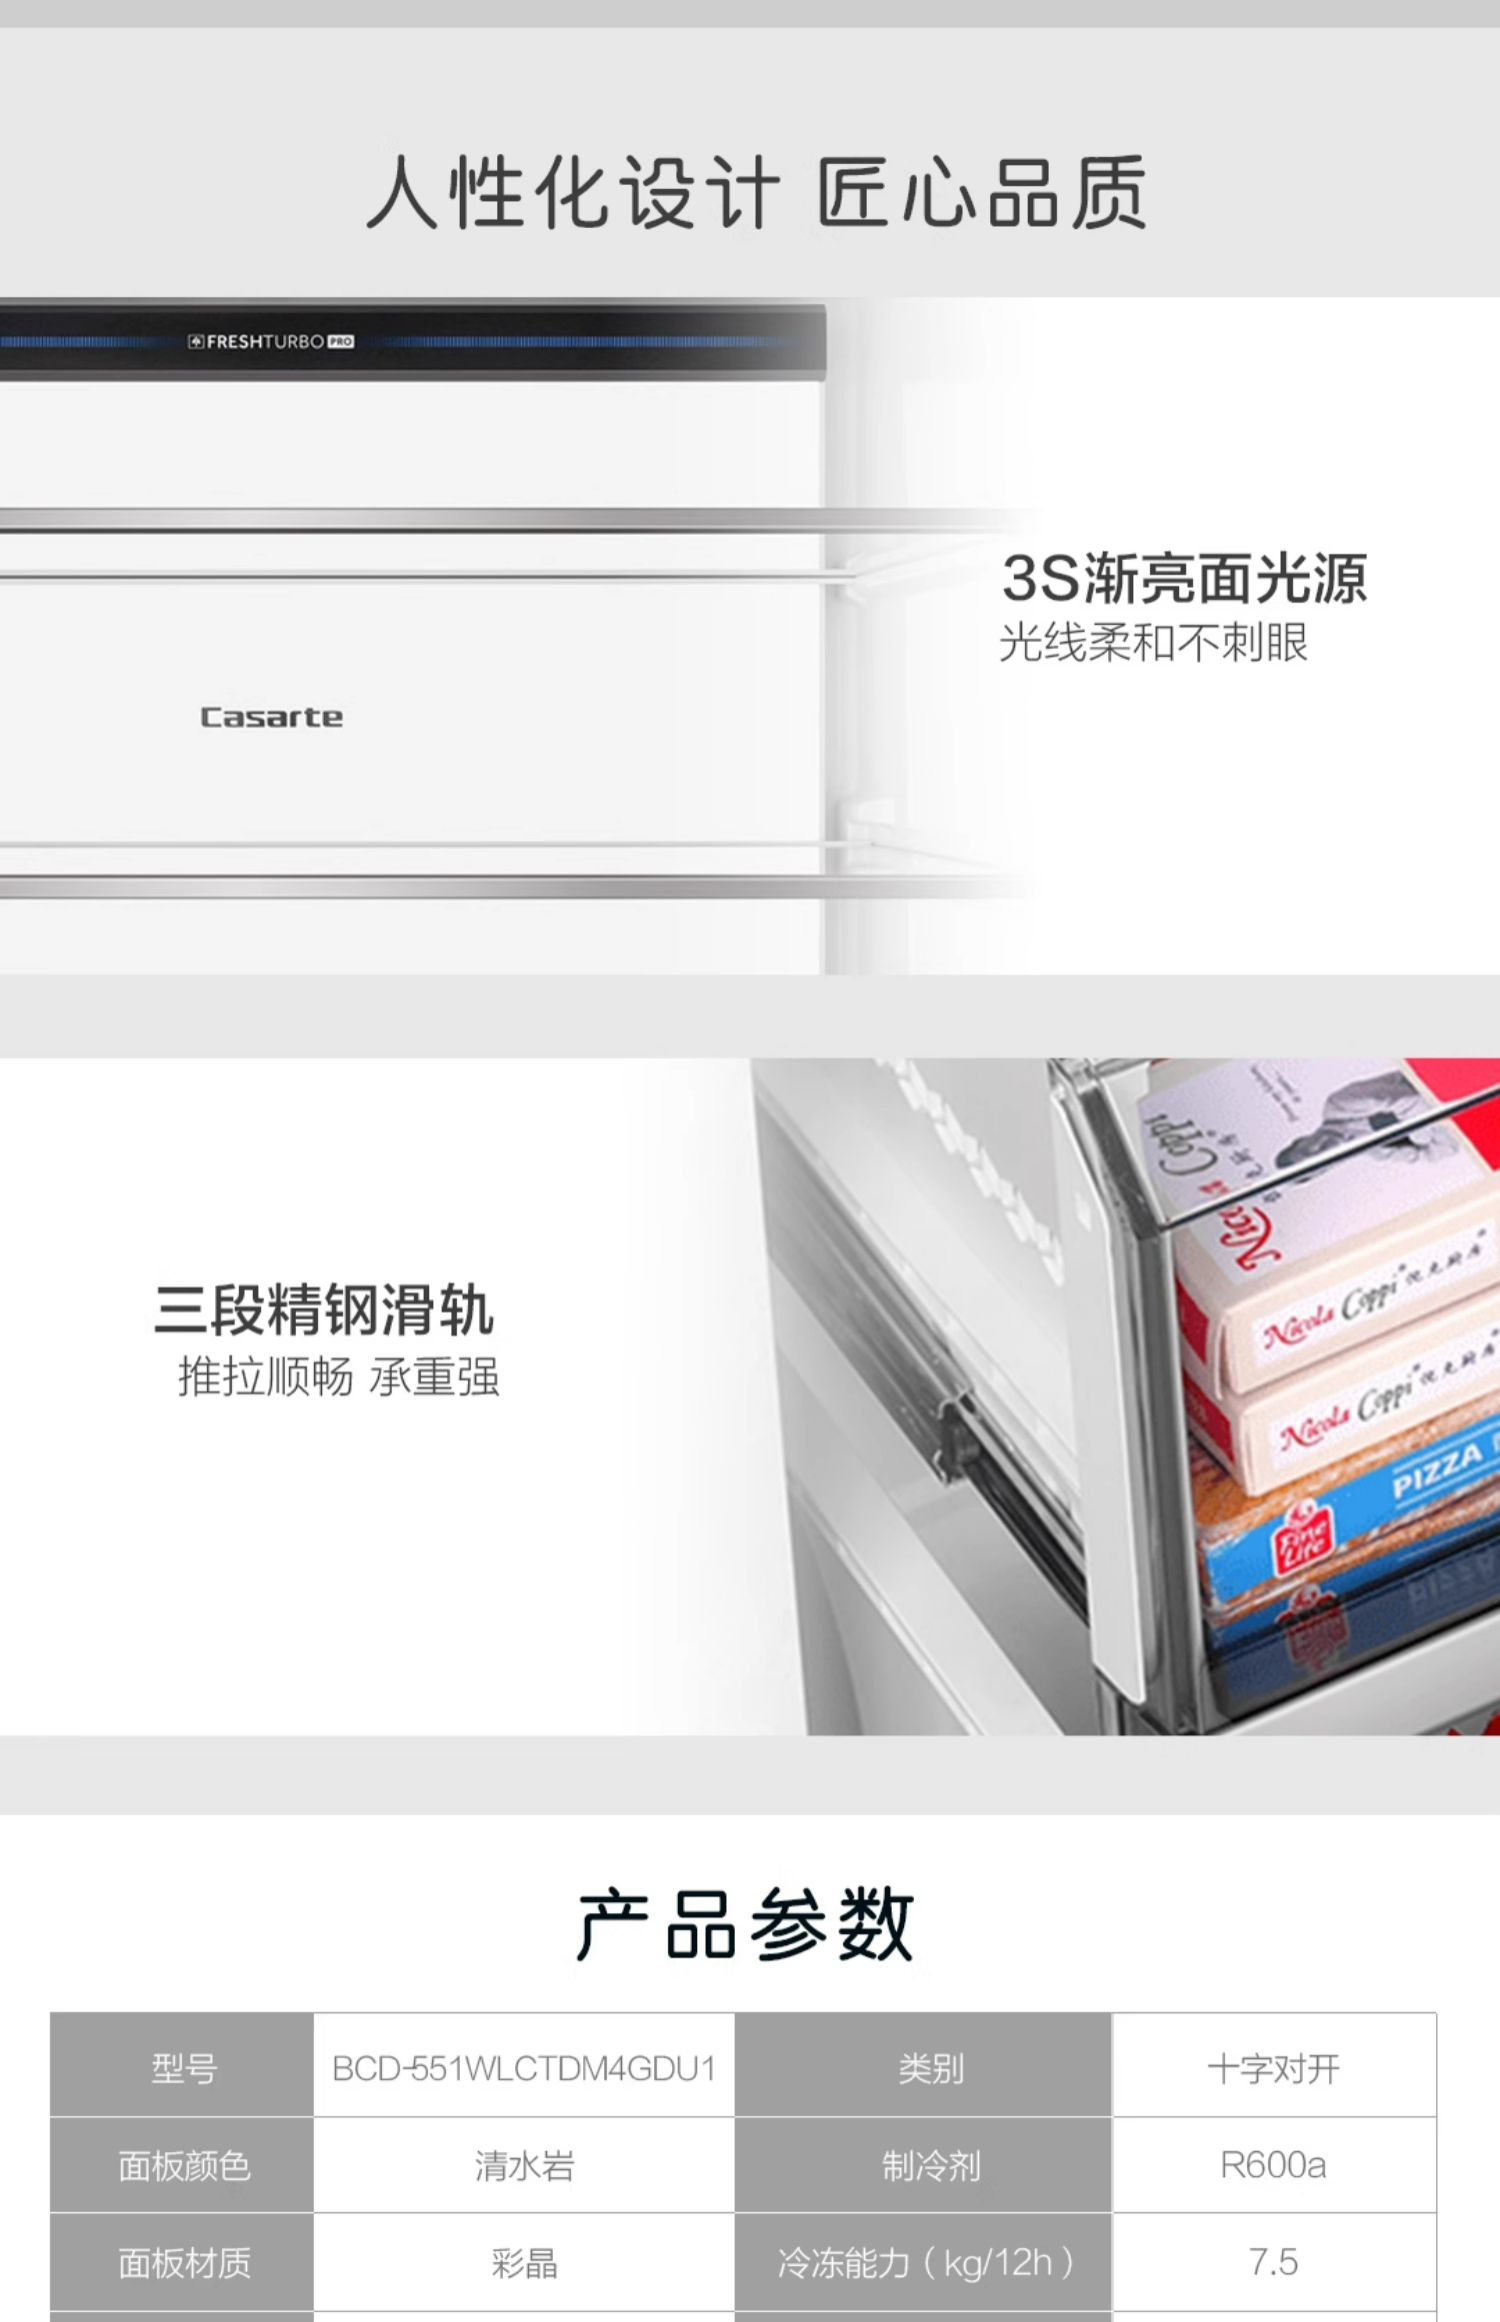 人性化设计 匠心品质
FRESHTURBO PRO
3S渐亮面光源
光线柔和不刺眼
Casarte
三段精钢滑轨
推拉顺畅 承重强
Coppi
Nicola Coppi
Nicola Coppi
PIZZA
Fine Life
产品参数
型号 BCD-551WLCTDM4GDU1 类别 十字对开
面板颜色 清水岩 制冷剂 R600a
面板材质 彩晶 冷冻能力（kg/12h） 7.5